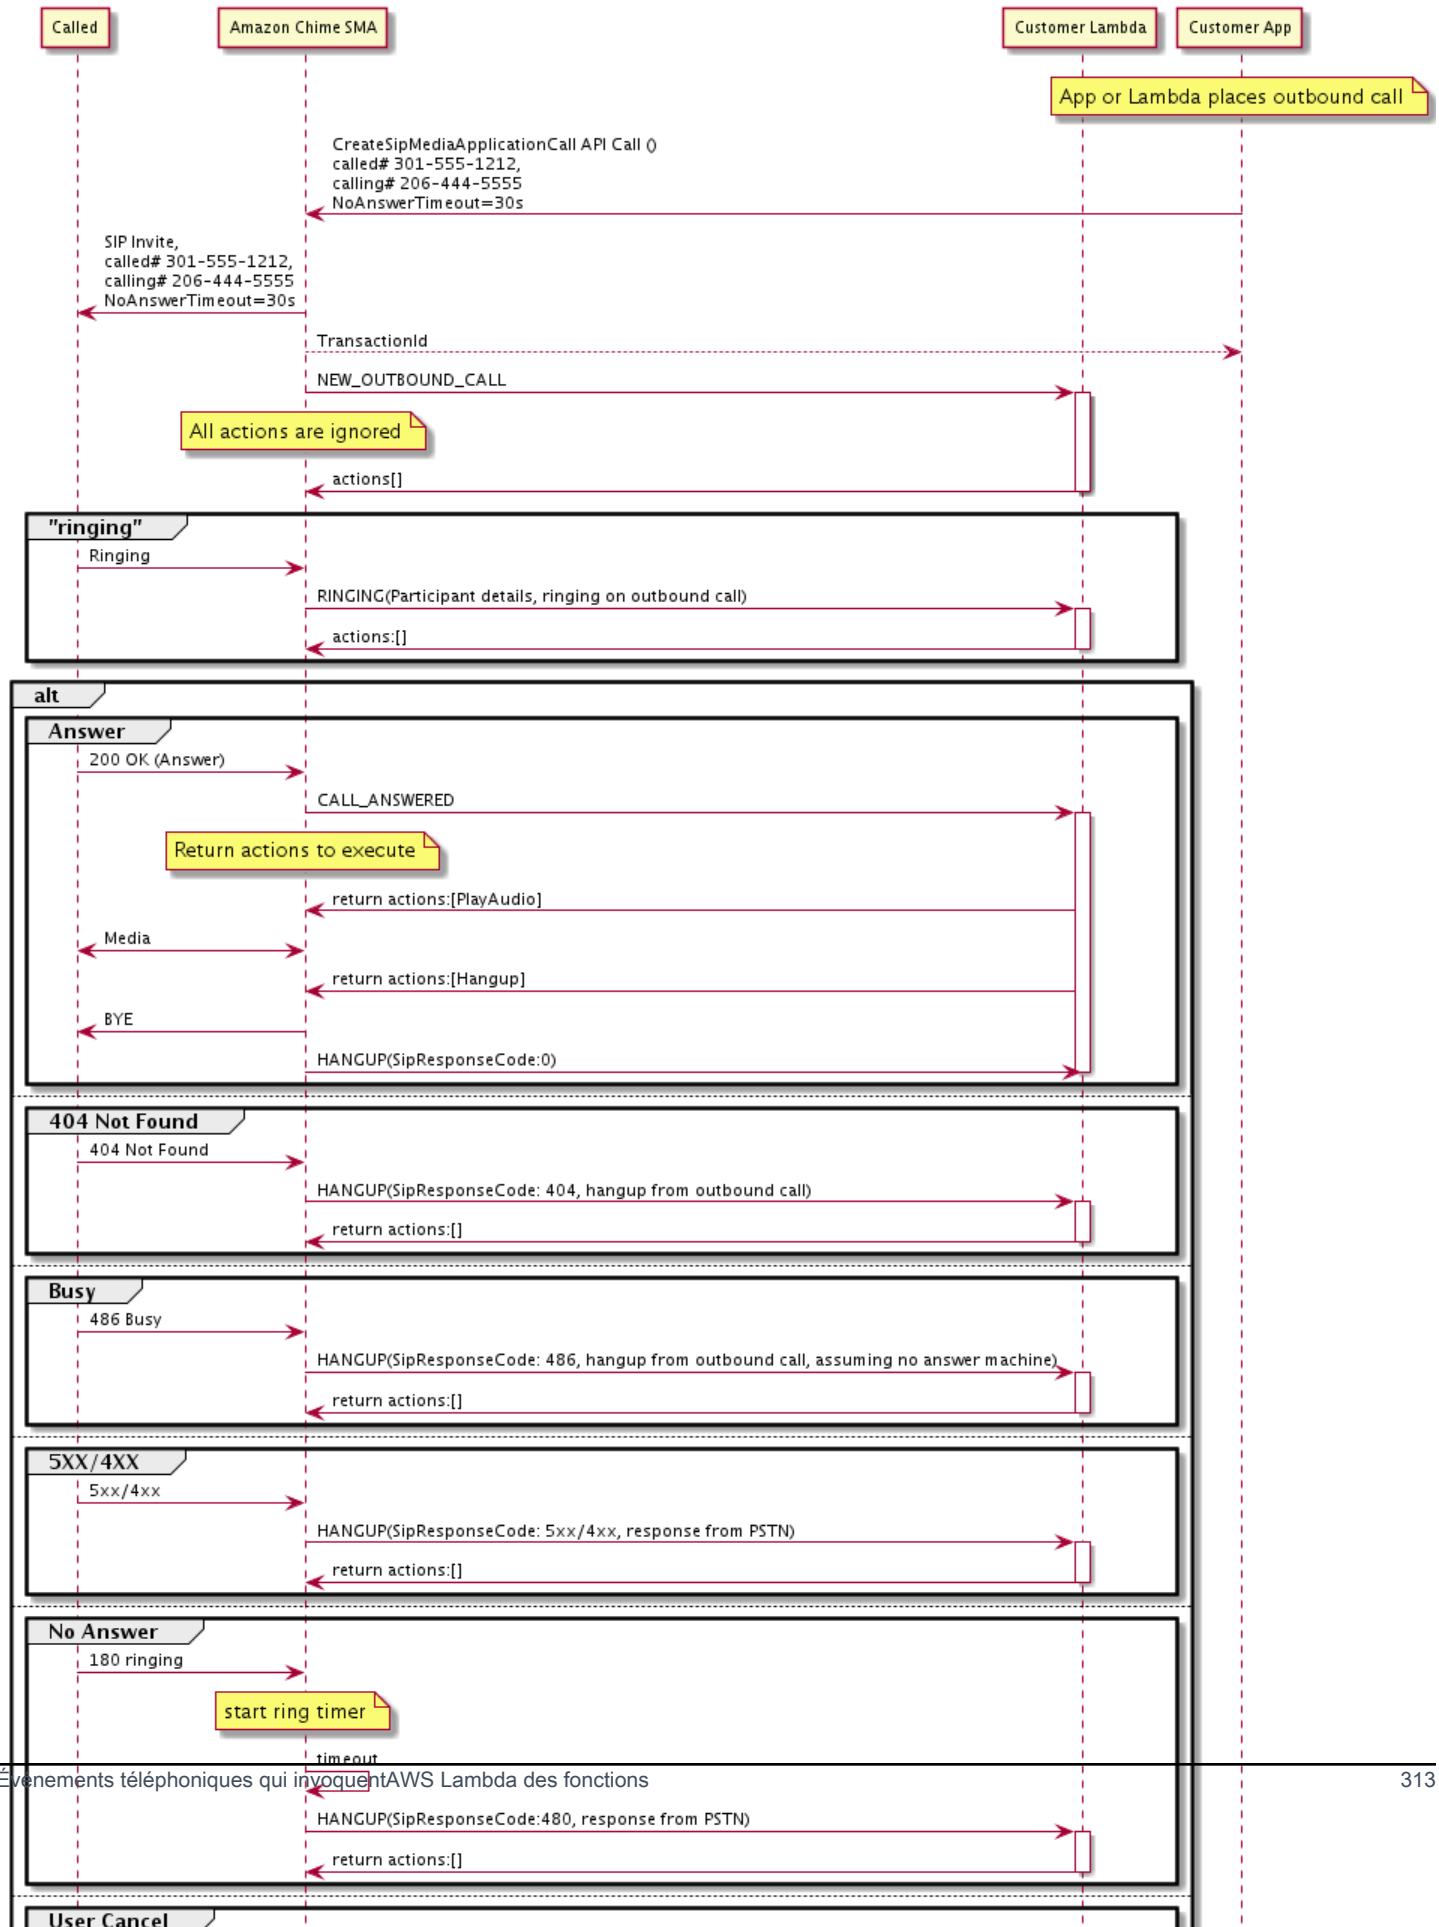 Called
Amazon Chime SMA
Customer Lambda
Customer App
App or Lambda places outbound call
CreateSipMediaApplicationCall API Call ()
called# 301-555-1212,
calling# 206-444-5555
NoAnswerTimeout=30s
SIP Invite,
called# 301-555-1212,
calling# 206-444-5555
NoAnswerTimeout=30s
TransactionId
NEW_OUTBOUND_CALL
All actions are ignored
actions[]
"ringing"
Ringing
RINGING(Participant details, ringing on outbound call)
actions:[]
alt
Answer
200 OK (Answer)
CALL_ANSWERED
Return actions to execute
return actions:[PlayAudio]
Media
return actions:[Hangup]
BYE
HANGUP(SipResponseCode:0)
404 Not Found
404 Not Found
HANGUP(SipResponseCode: 404, hangup from outbound call)
return actions:[]
Busy
486 Busy
HANGUP(SipResponseCode: 486, hangup from outbound call, assuming no answer machine)
return actions:[]
5XX/4XX
5xx/4xx
HANGUP(SipResponseCode: 5xx/4xx, response from PSTN)
return actions:[]
No Answer
180 ringing
start ring timer
timeout
Évenements téléphoniques qui invoquentAWS Lambda des fonctions
313
HANGUP(SipResponseCode:480, response from PSTN)
return actions:[]
User Cancel